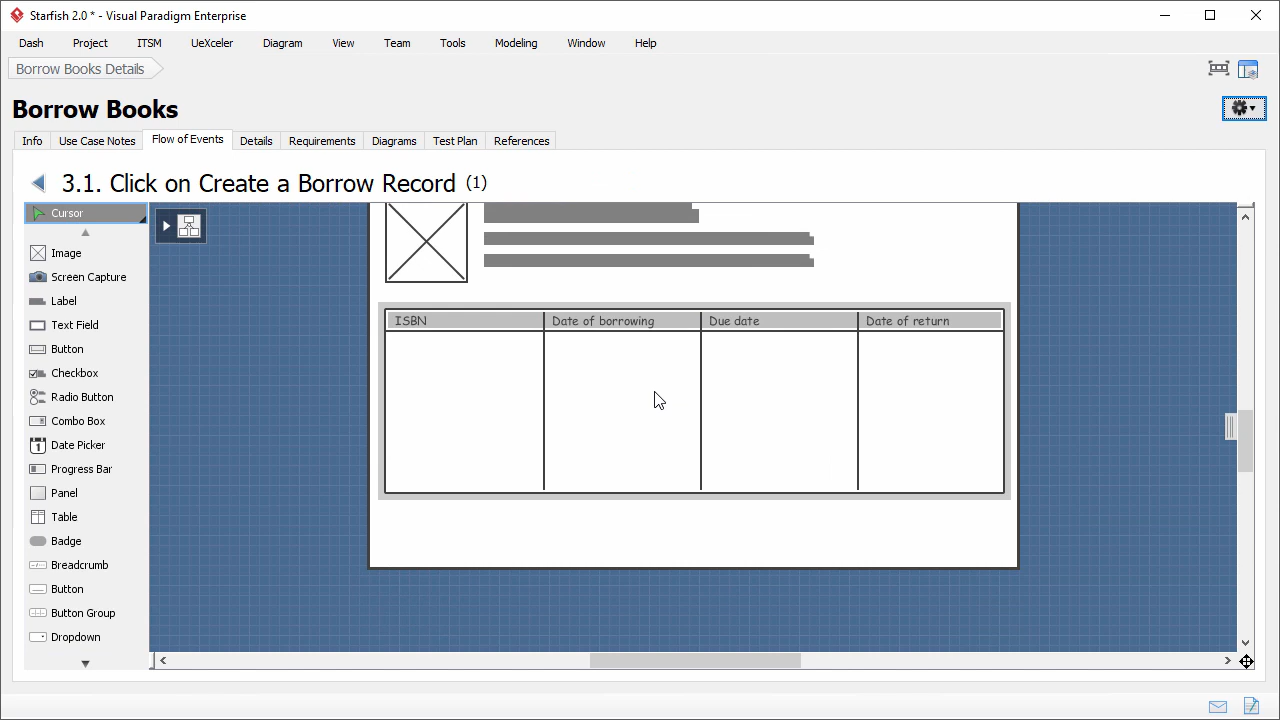 Starfish 2.0 * - Visual Paradigm Enterprise
Dash Project ITSM UeXceler Diagram View Team Tools Modeling Window Help
Borrow Books Details
Borrow Books
Info Use Case Notes Flow of Events Details Requirements Diagrams Test Plan References
3.1. Click on Create a Borrow Record (1)
Cursor
Image
Screen Capture
Label
Text Field
Button
Checkbox
Radio Button
Combo Box
1 Date Picker
Progress Bar
Panel
Table
Badge
Breadcrumb
Button
Button Group
Dropdown
ISBN Date of borrowing Due date Date of return